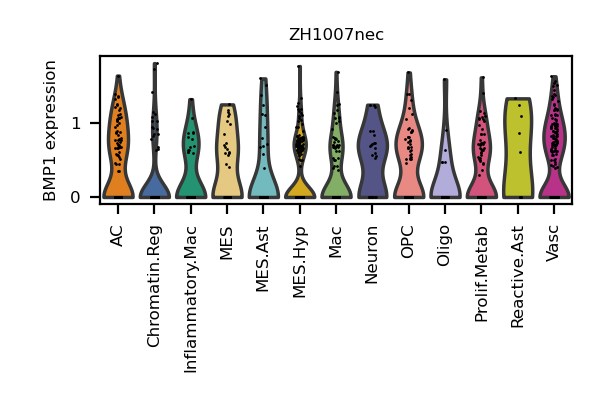 ZH1007nec
BMP1 expression
1
0
AC
Chromatin.Reg
Inflammatory.Mac
MES
MES.Ast
MES.Hyp
Mac
Neuron
OPC
Oligo
Prolif.Metab
Reactive.Ast
Vasc